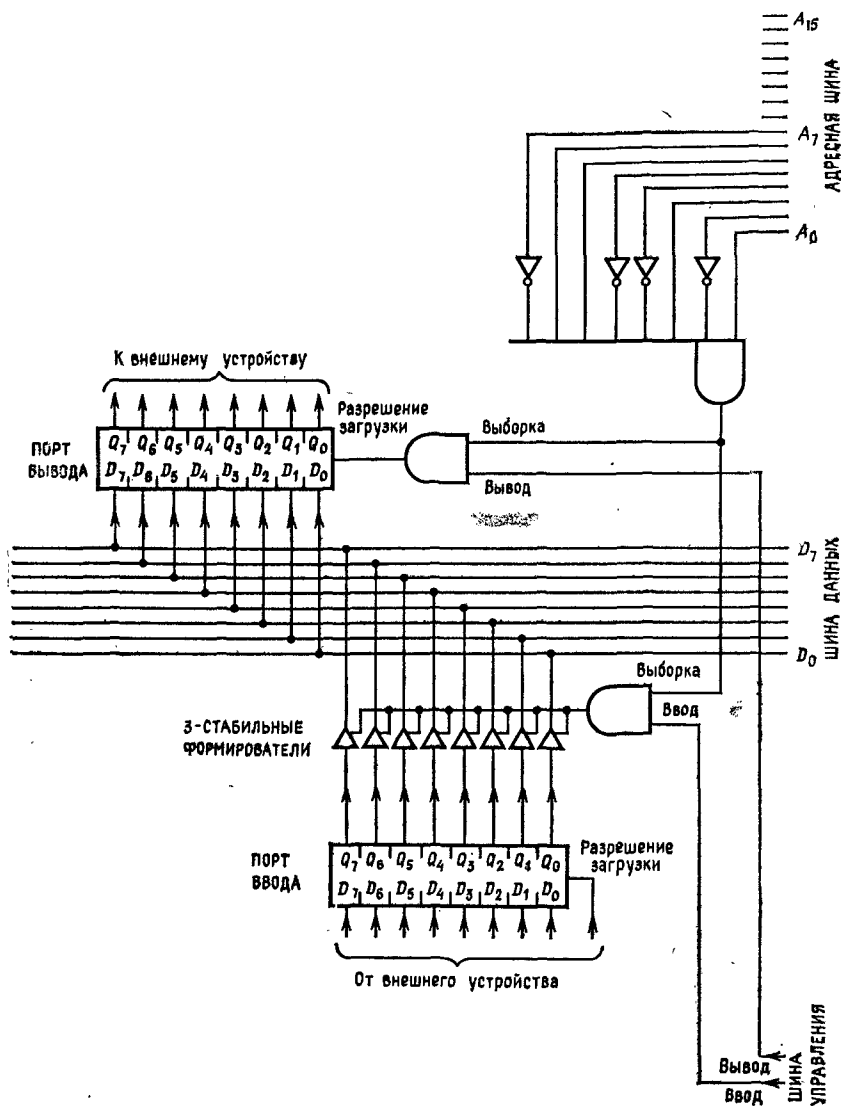 A15
АДРЕСНАЯ ШИНА
A7
A0
К внешнему устройству
Разрешение
загрузки
Выборка
ПОРТ
ВЫВОДА
Q7 Q6 Q5 Q4 Q3 Q2 Q1 Q0
D7 D6 D5 D4 D3 D2 D1 D0
Вывод
D7
ШИНА ДАННЫХ
D0
Выборка
Ввод
3-СТАБИЛЬНЫЕ
ФОРМИРОВАТЕЛИ
ПОРТ
ВВОДА
Q7 Q6 Q5 Q4 Q3 Q2 Q1 Q0
D7 D6 D5 D4 D3 D2 D1 D0
Разрешение
загрузки
От внешнего устройства
Вывод
Ввод
ШИНА
УПРАВЛЕНИЯ